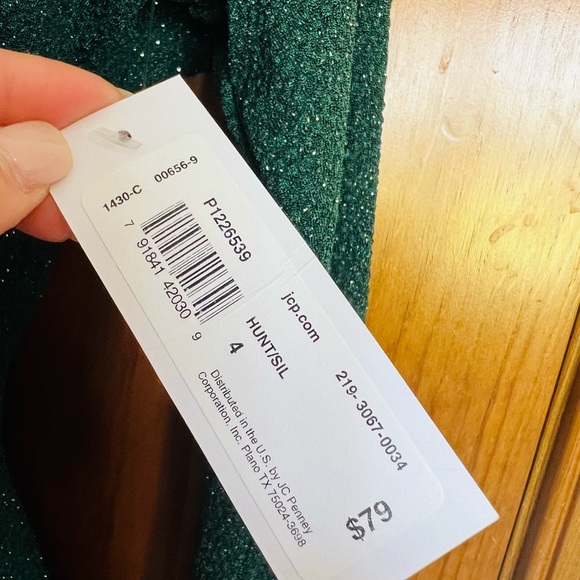 1430-C 00656-9
P1226539
7 91841 42030 9
jcp.com
HUNT/SIL
4
219- 3067-0034
Distributed in the U.S. by JC Penney
Corporation, Inc. Plano TX 75024-3698
$79